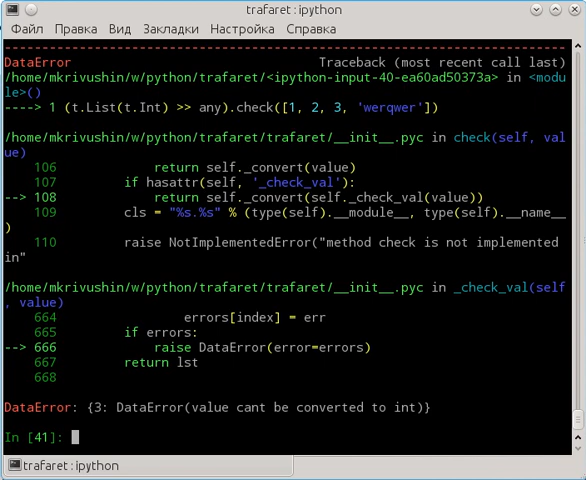 trafaret : ipython
Файл Правка Вид Закладки Настройка Справка
DataError Traceback (most recent call last)
/home/mkrivushin/w/python/trafaret/<ipython-input-40-ea60ad50373a> in <modu
le>()
----> 1 (t.List(t.Int) >> any).check([1, 2, 3, 'werqwer'])
/home/mkrivushin/w/python/trafaret/trafaret/__init__.pyc in check(self, val
ue)
106 return self._convert(value)
107 if hasattr(self, '_check_val'):
--> 108 return self._convert(self._check_val(value))
109 cls = "%s.%s" % (type(self).__module__, type(self).__name__
)
110 raise NotImplementedError("method check is not implemented
in"
/home/mkrivushin/w/python/trafaret/trafaret/__init__.pyc in _check_val(self
, value)
664 errors[index] = err
665 if errors:
--> 666 raise DataError(error=errors)
667 return lst
668
DataError: {3: DataError(value cant be converted to int)}
In [41]:
trafaret : ipython